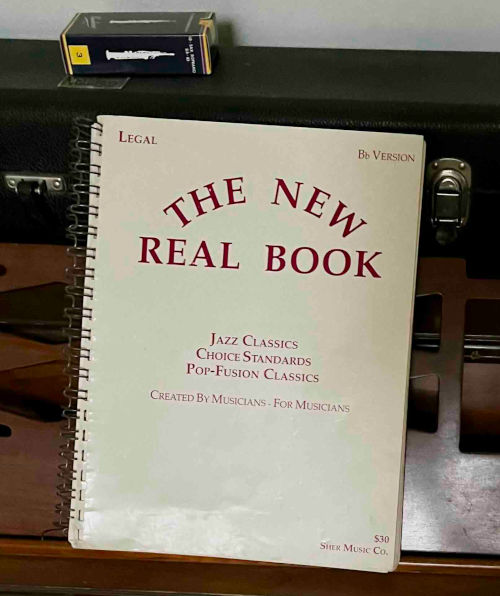 3
LEGAL
Bb VERSION
THE NEW
REAL BOOK
JAZZ CLASSICS
CHOICE STANDARDS
POP-FUSION CLASSICS
CREATED BY MUSICIANS - FOR MUSICIANS
$30
SHER MUSIC CO.